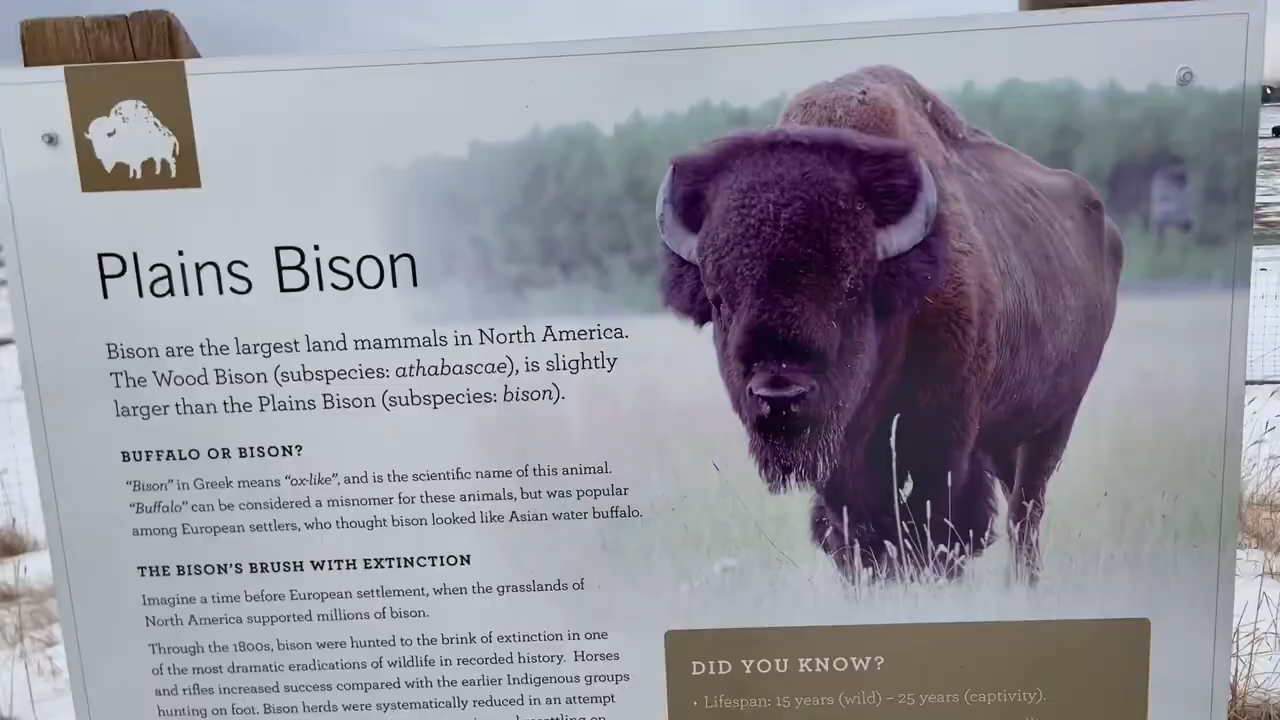 Plains Bison
Bison are the largest land mammals in North America.
The Wood Bison (subspecies: athabascae), is slightly
larger than the Plains Bison (subspecies: bison).
BUFFALO OR BISON?
“Bison” in Greek means “ox-like”, and is the scientific name of this animal.
“Buffalo” can be considered a misnomer for these animals, but was popular
among European settlers, who thought bison looked like Asian water buffalo.
THE BISON'S BRUSH WITH EXTINCTION
Imagine a time before European settlement, when the grasslands of
North America supported millions of bison.
Through the 1800s, bison were hunted to the brink of extinction in one
of the most dramatic eradications of wildlife in recorded history. Horses
and rifles increased success compared with the earlier Indigenous groups
hunting on foot. Bison herds were systematically reduced in an attempt
DID YOU KNOW?
• Lifespan: 15 years (wild) – 25 years (captivity).